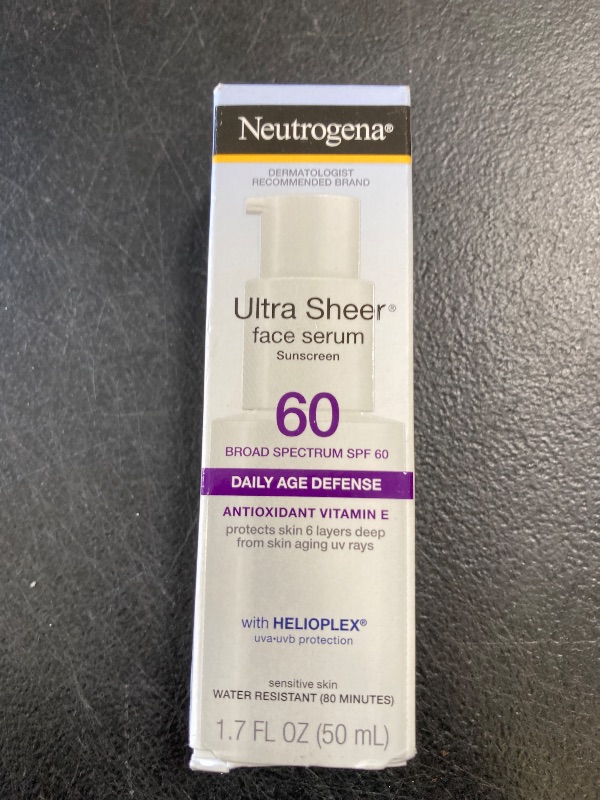 Neutrogena®
DERMATOLOGIST
RECOMMENDED BRAND
Ultra Sheer®
face serum
Sunscreen
60
BROAD SPECTRUM SPF 60
DAILY AGE DEFENSE
ANTIOXIDANT VITAMIN E
protects skin 6 layers deep
from skin aging uv rays
with HELIOPLEX®
uva•uvb protection
sensitive skin
WATER RESISTANT (80 MINUTES)
1.7 FL OZ (50 mL)